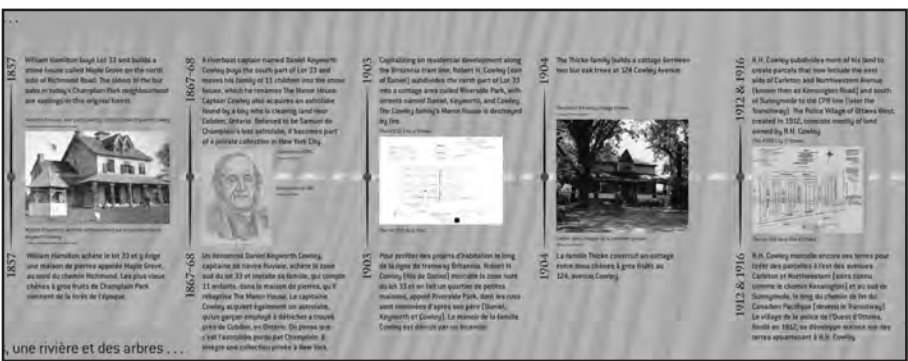 ...
1857
William Hamilton buys Lot 33 and builds a
stone house called Maple Grove on the north
side of Richmond Road. The oldest of the bur
oaks in today's Champlain Park neighbourhood
are saplings in this original forest.
1857
William Hamilton achète le lot 33 et y érige
une maison de pierres appelée Maple Grove,
au nord du chemin Richmond. Les plus vieux
chênes à gros fruits de Champlain Park
viennent de la forêt de l'époque.
1867-68
A riverboat captain named Daniel Keyworth
Cowley buys the south part of Lot 33 and
moves his family of 11 children into the stone
house, which he renames The Manor House.
Captain Cowley also acquires an astrolabe
found by a boy who is clearing land near
Cobden, Ontario. Believed to be Samuel de
Champlain's lost astrolabe, it becomes part
of a private collection in New York City.
1867-68
Un dénommé Daniel Keyworth Cowley,
capitaine de navire fluvial, achète la zone
sud du lot 33 et installe sa famille, qui compte
11 enfants, dans la maison de pierres, qu'il
rebaptise The Manor House. Le capitaine
Cowley acquiert également un astrolabe,
qu'un garçon employé à défricher a trouvé
près de Cobden, en Ontario. On pense que
c'est l'astrolabe perdu par Champlain. Il
intègre une collection privée à New York.
1903
Capitalizing on residential development along
the Britannia tram line, Robert H. Cowley (son
of Daniel) subdivides the north part of Lot 33
into a cottage area called Riverside Park, with
streets named Daniel, Keyworth, and Cowley.
The Cowley family's Manor House is destroyed
by fire.
1903
Pour profiter des projets d'habitation le long
de la ligne de tramway Britannia, Robert H.
Cowley (fils de Daniel) morcelle la zone nord
du lot 33 et en fait un quartier de petites
maisons, appelé Riverside Park, dont les rues
sont nommées d'après son père (Daniel,
Keyworth et Cowley). Le manoir de la famille
Cowley est détruit par un incendie.
1904
The Thicke family builds a cottage between
two bur oak trees at 124 Cowley Avenue.
1904
La famille Thicke construit un cottage
entre deux chênes à gros fruits au
124, avenue Cowley.
1912 & 1916
R.H. Cowley subdivides more of his land to
create parcels that now include the east
side of Carleton and Northwestern Avenue
(known then as Kensington Road) and south
of Sunnymede to the CPR line (later the
Transitway). The Police Village of Ottawa West,
created in 1912, consists mostly of land
owned by R.H. Cowley.
1912 & 1916
R.H. Cowley morcelle encore ses terres pour
créer des parcelles à l'est des avenues
Carleton et Northwestern (alors connu
comme le chemin Kensington) et au sud de
Sunnymede, le long du chemin de fer du
Canadien Pacifique (devenu le Transitway).
Le village de la police de l'Ouest d'Ottawa,
fondé en 1912, se développe surtout sur des
terres appartenant à R.H. Cowley.
, une rivière et des arbres ...